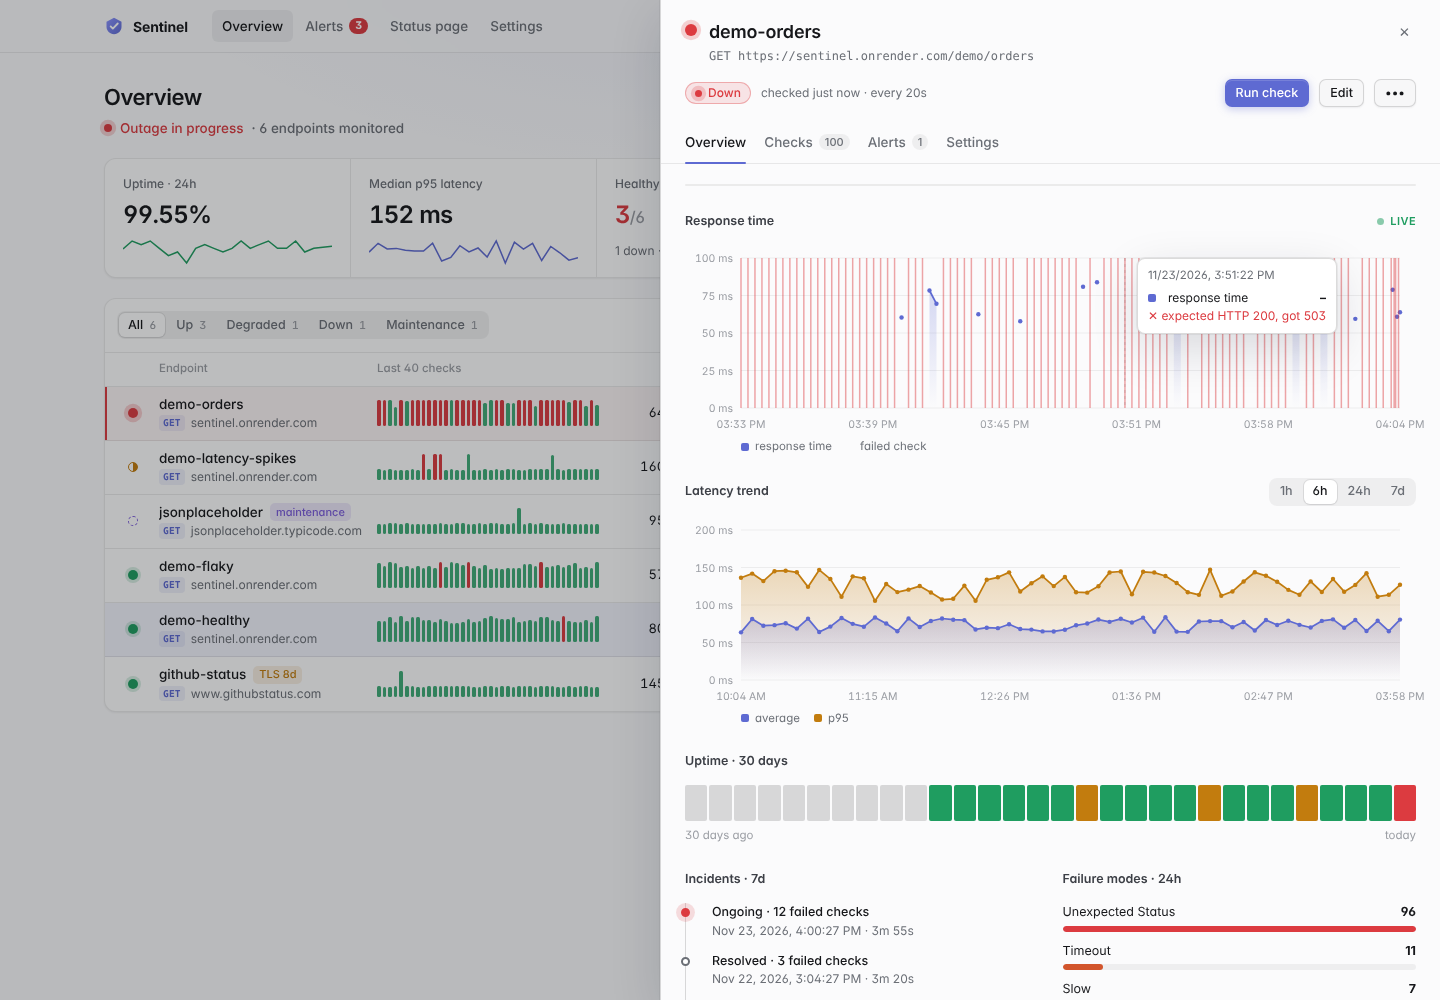 Sentinel
Overview
Alerts 3
Status page
Settings
Overview
Outage in progress · 6 endpoints monitored
Uptime · 24h
99.55%
Median p95 latency
152 ms
Healthy
3/6
1 down ·
All 6
Up 3
Degraded 1
Down 1
Maintenance 1
Endpoint
Last 40 checks
demo-orders
GET sentinel.onrender.com
64
demo-latency-spikes
GET sentinel.onrender.com
160
jsonplaceholder maintenance
GET jsonplaceholder.typicode.com
95
demo-flaky
GET sentinel.onrender.com
57
demo-healthy
GET sentinel.onrender.com
80
github-status TLS 8d
GET www.githubstatus.com
145
demo-orders
×
GET https://sentinel.onrender.com/demo/orders
Down
checked just now · every 20s
Run check
Edit
•••
Overview
Checks 100
Alerts 1
Settings
Response time
LIVE
100 ms
75 ms
50 ms
25 ms
0 ms
11/23/2026, 3:51:22 PM
response time –
✕ expected HTTP 200, got 503
03:33 PM
03:39 PM
03:45 PM
03:51 PM
03:58 PM
04:04 PM
response time
failed check
Latency trend
1h
6h
24h
7d
200 ms
150 ms
100 ms
50 ms
0 ms
10:04 AM
11:15 AM
12:26 PM
01:36 PM
02:47 PM
03:58 PM
average
p95
Uptime · 30 days
30 days ago
today
Incidents · 7d
Ongoing · 12 failed checks
Nov 23, 2026, 4:00:27 PM · 3m 55s
Resolved · 3 failed checks
Nov 22, 2026, 3:04:27 PM · 3m 20s
Failure modes · 24h
Unexpected Status 96
Timeout 11
Slow 7